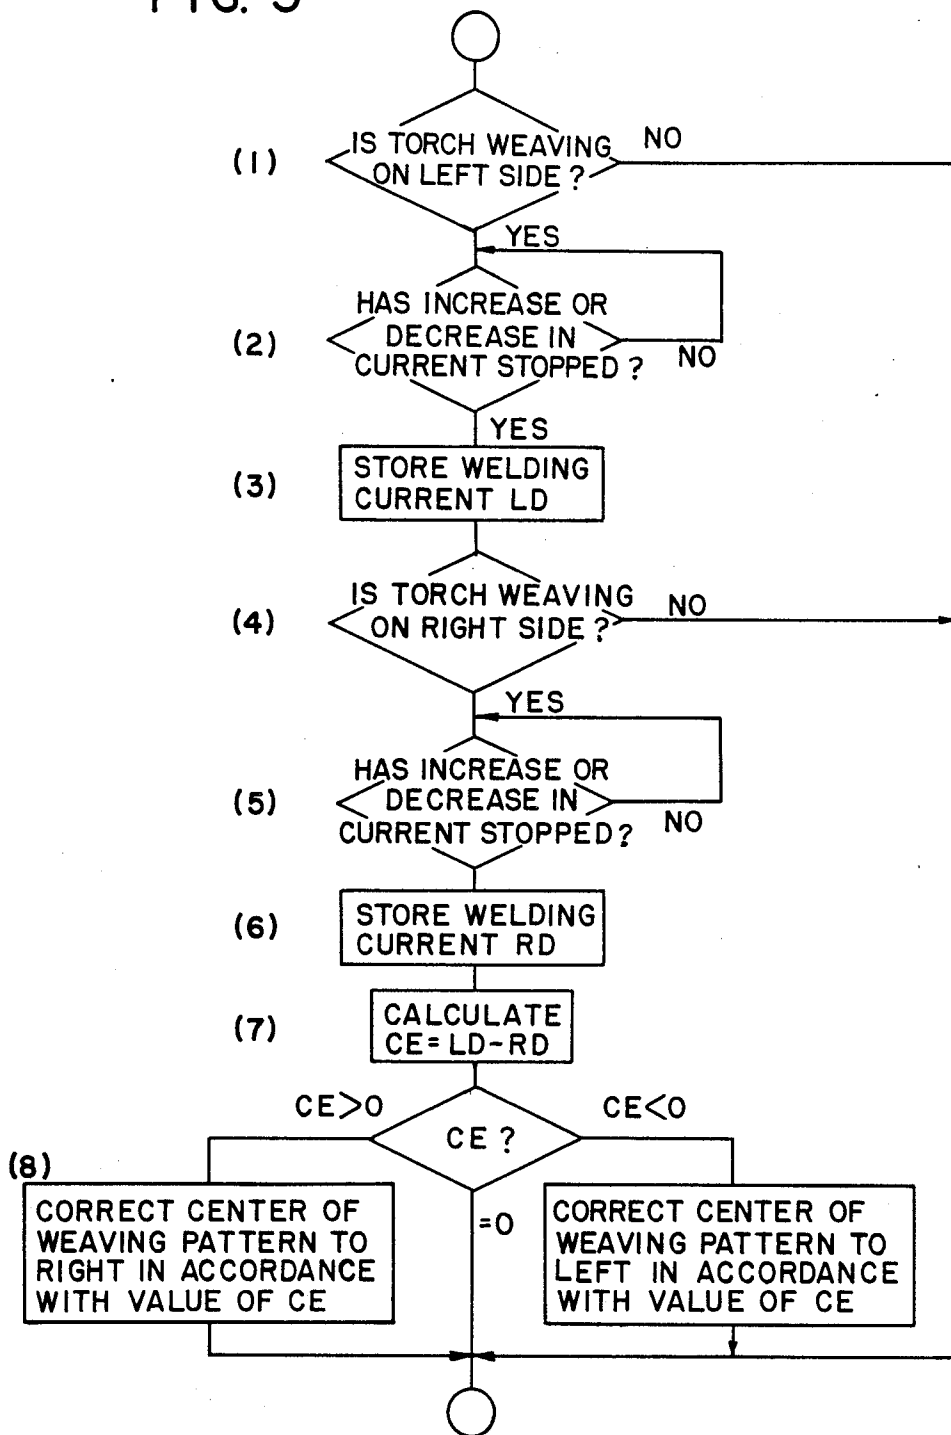 (1)
IS TORCH WEAVING
ON LEFT SIDE?
NO
YES
(2)
HAS INCREASE OR
DECREASE IN
CURRENT STOPPED?
NO
YES
(3)
STORE WELDING
CURRENT LD
(4)
IS TORCH WEAVING
ON RIGHT SIDE?
NO
YES
(5)
HAS INCREASE OR
DECREASE IN
CURRENT STOPPED?
NO
(6)
STORE WELDING
CURRENT RD
(7)
CALCULATE
CE=LD-RD
CE>0
CE?
CE<0
=0
(8)
CORRECT CENTER OF
WEAVING PATTERN TO
RIGHT IN ACCORDANCE
WITH VALUE OF CE
CORRECT CENTER OF
WEAVING PATTERN TO
LEFT IN ACCORDANCE
WITH VALUE OF CE